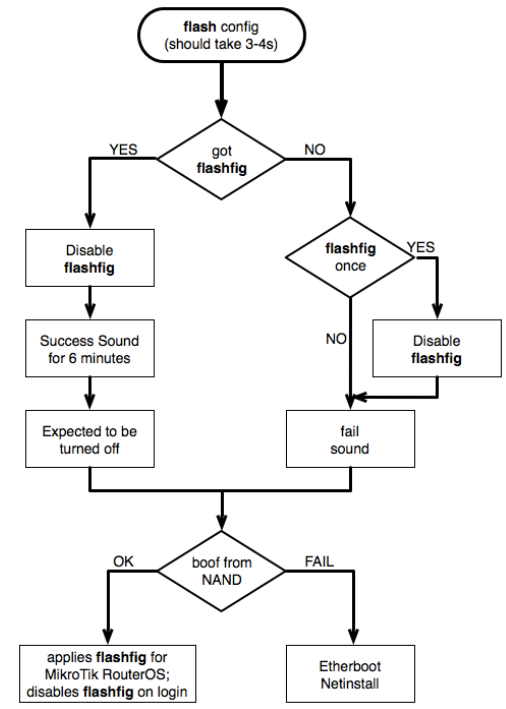 flash config
(should take 3-4s)
got
flashfig
YES
NO
Disable
flashfig
flashfig
once
YES
Success Sound
for 6 minutes
NO
Disable
flashfig
Expected to be
turned off
fail
sound
boof from
NAND
OK
FAIL
applies flashfig for
MikroTik RouterOS;
disables flashfig on login
Etherboot
Netinstall